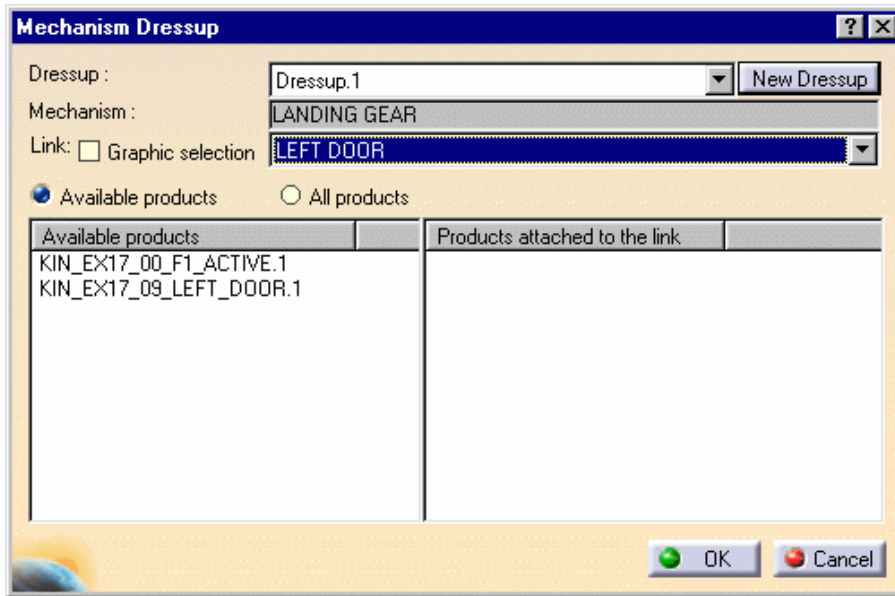 Mechanism Dressup
Dressup : Dressup.1 New Dressup
Mechanism : LANDING GEAR
Link: Graphic selection LEFT DOOR
Available products All products
Available products Products attached to the link
KIN_EX17_00_F1_ACTIVE.1
KIN_EX17_09_LEFT_DOOR.1
OK Cancel